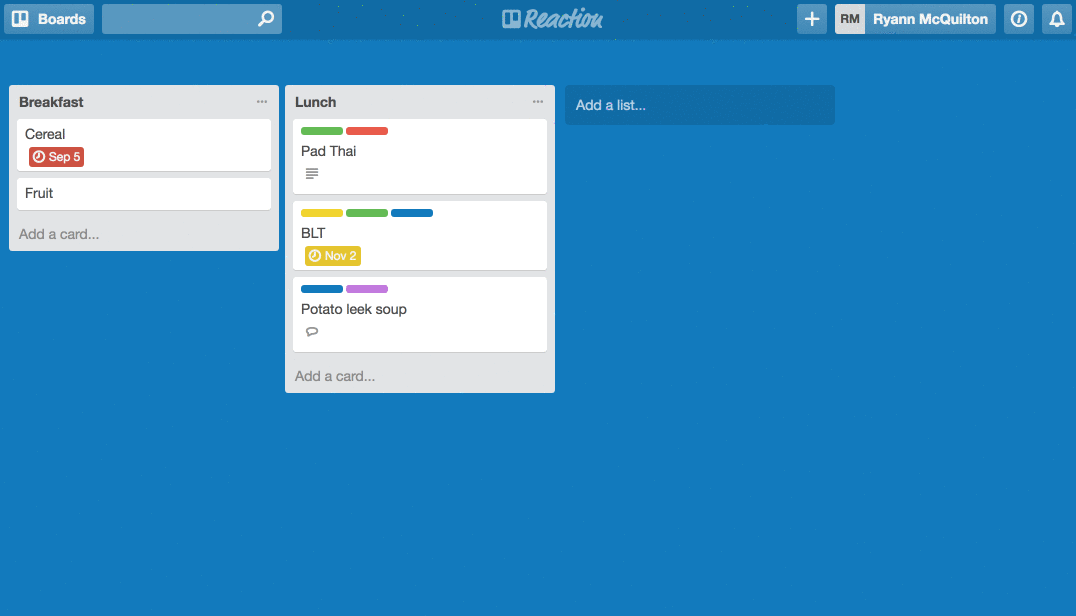 Boards
Reaction
RM Ryann McQuilton
Breakfast
Cereal
Sep 5
Fruit
Add a card...
Lunch
Pad Thai
BLT
Nov 2
Potato leek soup
Add a card...
Add a list...